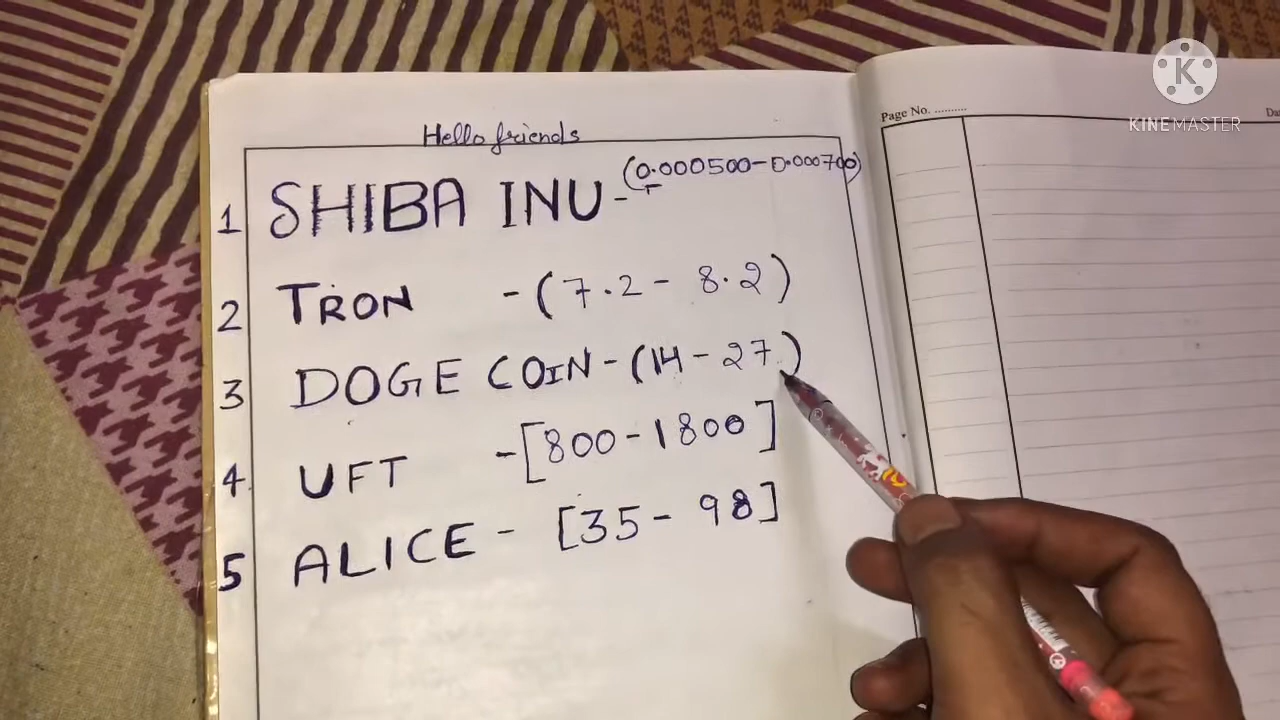 Hello friends
1 SHIBA INU - (0.000500-0.000700)
2 TRON - (7.2 - 8.2)
3 DOGE COIN - (14 - 27)
4. UFT - [800 - 1800]
5 ALICE - [35 - 98]
Page No. ..........
Da
K
KINEMASTER